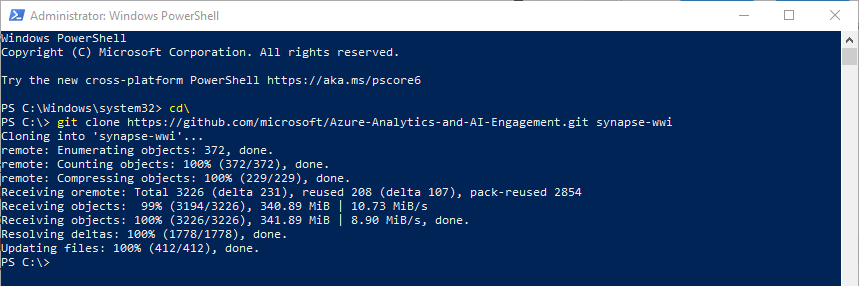 Administrator: Windows PowerShell
Windows PowerShell
Copyright (C) Microsoft Corporation. All rights reserved.
Try the new cross-platform PowerShell https://aka.ms/pscore6
PS C:\Windows\system32> cd\
PS C:\> git clone https://github.com/microsoft/Azure-Analytics-and-AI-Engagement.git synapse-wwi
Cloning into 'synapse-wwi'...
remote: Enumerating objects: 372, done.
remote: Counting objects: 100% (372/372), done.
remote: Compressing objects: 100% (229/229), done.
Receiving oremote: Total 3226 (delta 231), reused 208 (delta 107), pack-reused 2854
Receiving objects:  99% (3194/3226), 340.89 MiB | 10.73 MiB/s
Receiving objects: 100% (3226/3226), 341.89 MiB | 8.90 MiB/s, done.
Resolving deltas: 100% (1778/1778), done.
Updating files: 100% (412/412), done.
PS C:\>